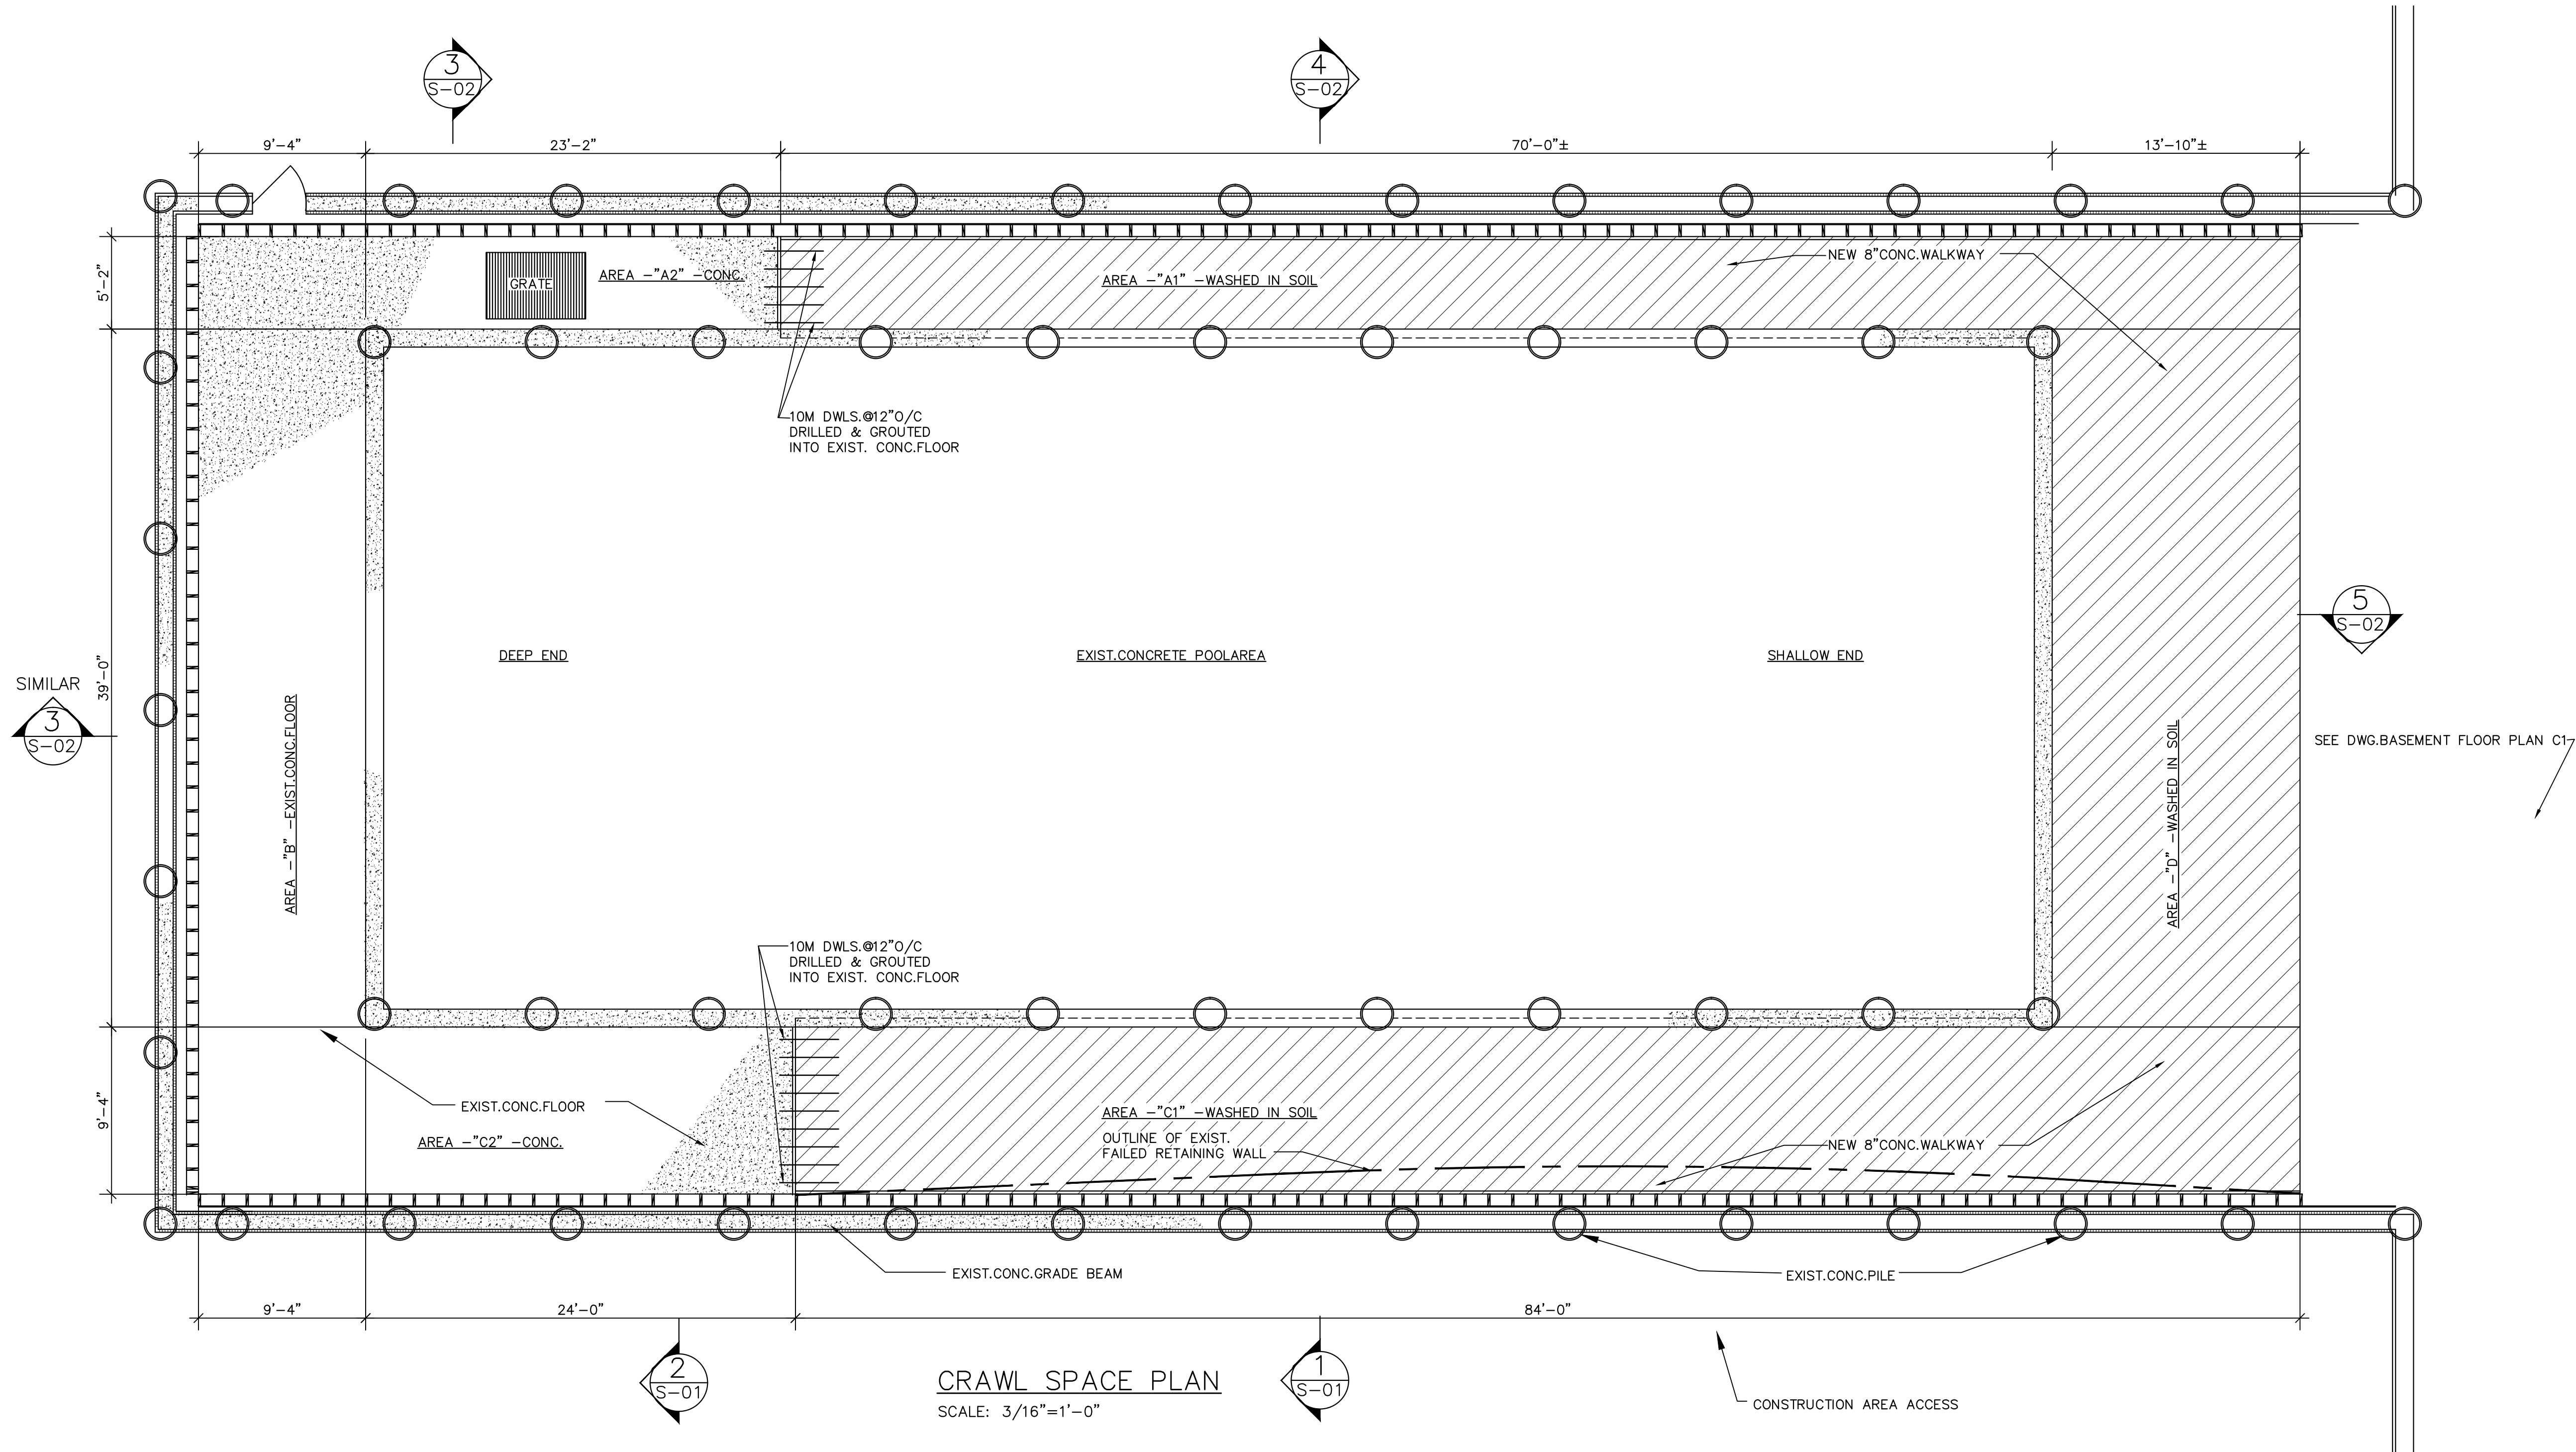 3
S-02
4
S-02
9'-4"
23'-2"
70'-0"±
13'-10"±
5'-2"
GRATE
AREA -"A2" -CONC.
AREA -"A1" -WASHED IN SOIL
NEW 8"CONC.WALKWAY
10M DWLS.@12"O/C
DRILLED & GROUTED
INTO EXIST. CONC.FLOOR
39'-0"
DEEP END
EXIST.CONCRETE POOLAREA
SHALLOW END
5
S-02
SIMILAR
3
S-02
AREA -"B" -EXIST.CONC.FLOOR
AREA -"D" -WASHED IN SOIL
SEE DWG.BASEMENT FLOOR PLAN C1
10M DWLS.@12"O/C
DRILLED & GROUTED
INTO EXIST. CONC.FLOOR
9'-4"
EXIST.CONC.FLOOR
AREA -"C2" -CONC.
AREA -"C1" -WASHED IN SOIL
OUTLINE OF EXIST.
FAILED RETAINING WALL
NEW 8"CONC.WALKWAY
EXIST.CONC.GRADE BEAM
EXIST.CONC.PILE
9'-4"
24'-0"
84'-0"
2
S-01
CRAWL SPACE PLAN
SCALE: 3/16"=1'-0"
1
S-01
CONSTRUCTION AREA ACCESS